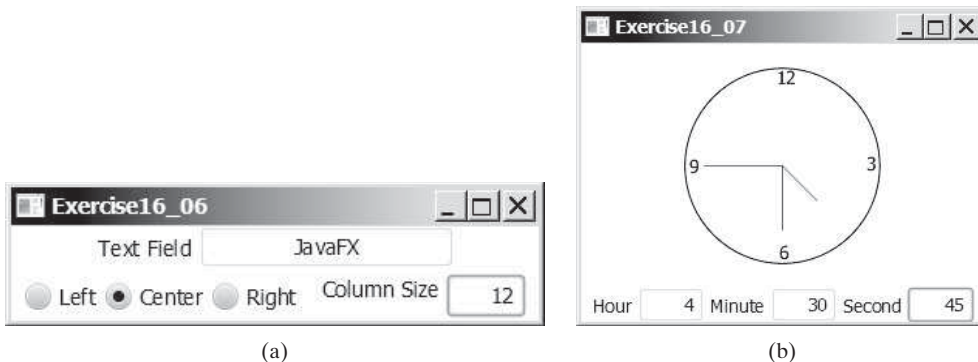 Exercise16_06
Text Field JavaFX
Left Center Right Column Size 12
(a)
Exercise16_07
12
9 3
6
Hour 4 Minute 30 Second 45
(b)